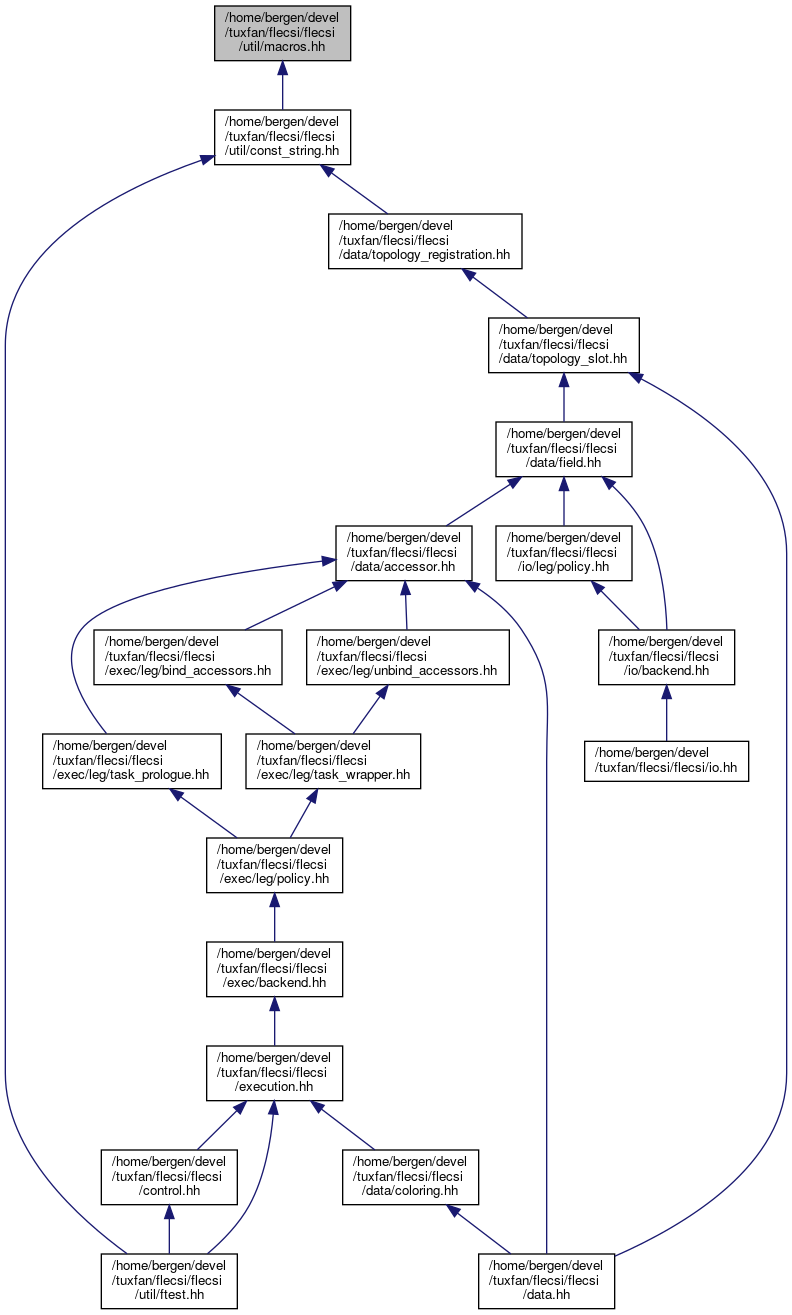 /home/bergen/devel
/tuxfan/flecsi/flecsi
/util/macros.hh
/home/bergen/devel
/tuxfan/flecsi/flecsi
/util/const_string.hh
/home/bergen/devel
/tuxfan/flecsi/flecsi
/data/topology_registration.hh
/home/bergen/devel
/tuxfan/flecsi/flecsi
/data/topology_slot.hh
/home/bergen/devel
/tuxfan/flecsi/flecsi
/data/field.hh
/home/bergen/devel
/tuxfan/flecsi/flecsi
/data/accessor.hh
/home/bergen/devel
/tuxfan/flecsi/flecsi
/io/leg/policy.hh
/home/bergen/devel
/tuxfan/flecsi/flecsi
/exec/leg/bind_accessors.hh
/home/bergen/devel
/tuxfan/flecsi/flecsi
/exec/leg/unbind_accessors.hh
/home/bergen/devel
/tuxfan/flecsi/flecsi
/io/backend.hh
/home/bergen/devel
/tuxfan/flecsi/flecsi
/exec/leg/task_prologue.hh
/home/bergen/devel
/tuxfan/flecsi/flecsi
/exec/leg/task_wrapper.hh
/home/bergen/devel
/tuxfan/flecsi/flecsi/io.hh
/home/bergen/devel
/tuxfan/flecsi/flecsi
/exec/leg/policy.hh
/home/bergen/devel
/tuxfan/flecsi/flecsi
/exec/backend.hh
/home/bergen/devel
/tuxfan/flecsi/flecsi
/execution.hh
/home/bergen/devel
/tuxfan/flecsi/flecsi
/control.hh
/home/bergen/devel
/tuxfan/flecsi/flecsi
/data/coloring.hh
/home/bergen/devel
/tuxfan/flecsi/flecsi
/util/ftest.hh
/home/bergen/devel
/tuxfan/flecsi/flecsi
/data.hh